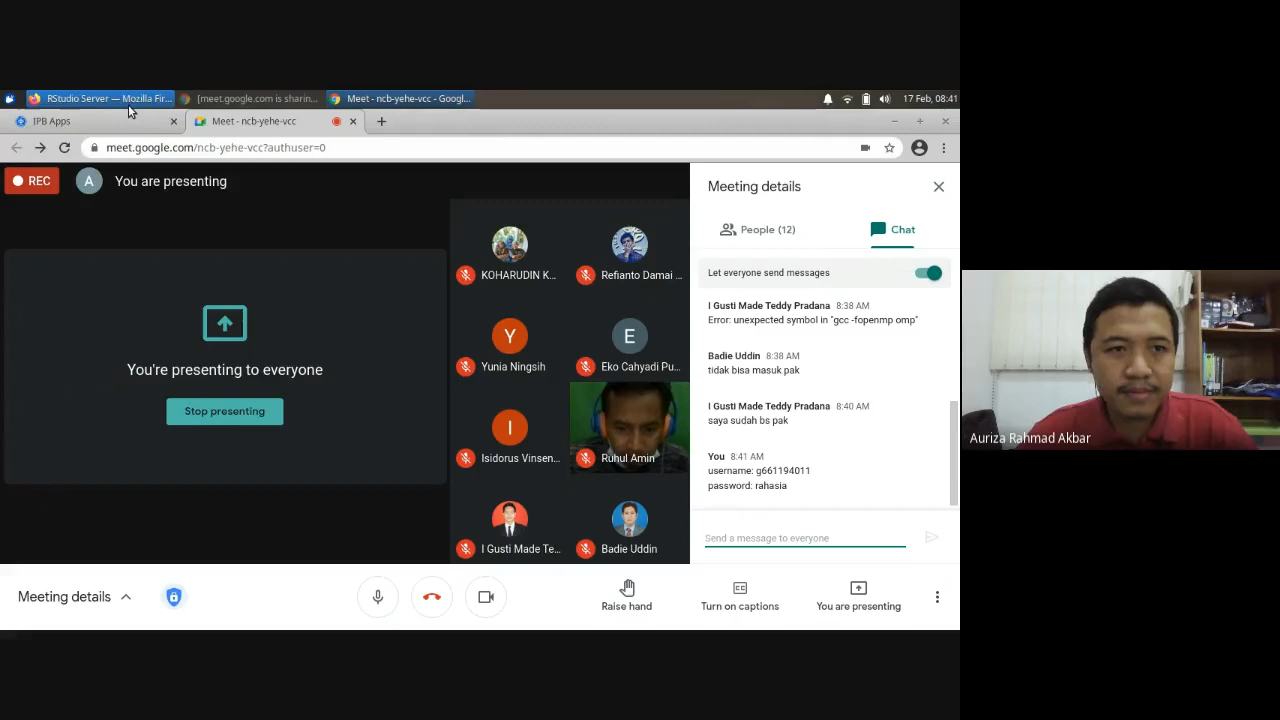 RStudio Server — Mozilla Fir...
[meet.google.com is sharin...
Meet - ncb-yehe-vcc - Googl...
17 Feb, 08:41
IPB Apps
Meet - ncb-yehe-vcc
meet.google.com/ncb-yehe-vcc?authuser=0
REC
A
You are presenting
You're presenting to everyone
Stop presenting
KOHARUDIN K...
Refianto Damai ...
Y
E
Yunia Ningsih
Eko Cahyadi Pu...
I
Isidorus Vinsen...
Ruhul Amin
I Gusti Made Te...
Badie Uddin
Meeting details
People (12)
Chat
Let everyone send messages
I Gusti Made Teddy Pradana 8:38 AM
Error: unexpected symbol in "gcc -fopenmp omp"
Badie Uddin 8:38 AM
tidak bisa masuk pak
I Gusti Made Teddy Pradana 8:40 AM
saya sudah bs pak
You 8:41 AM
username: g661194011
password: rahasia
Send a message to everyone
Meeting details
Raise hand
CC
Turn on captions
You are presenting
Auriza Rahmad Akbar